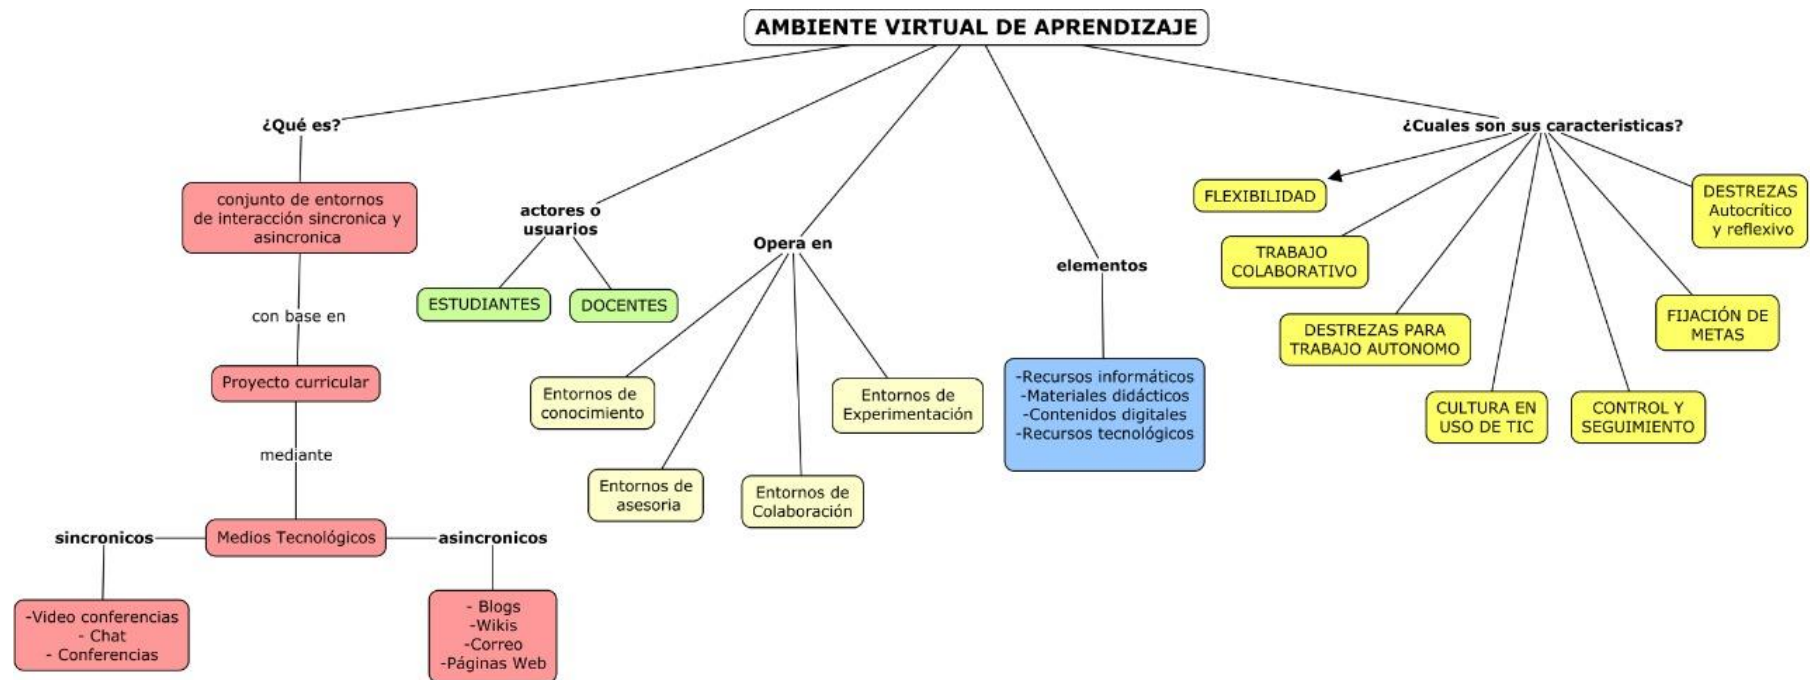 AMBIENTE VIRTUAL DE APRENDIZAJE
¿Qué es?
conjunto de entornos
de interacción sincronica y
asincronica
con base en
Proyecto curricular
mediante
Medios Tecnológicos
sincronicos
-Video conferencias
- Chat
- Conferencias
asincronicos
- Blogs
-Wikis
-Correo
-Páginas Web
actores o
usuarios
ESTUDIANTES
DOCENTES
Opera en
Entornos de
conocimiento
Entornos de
asesoria
Entornos de
Colaboración
Entornos de
Experimentación
elementos
-Recursos informáticos
-Materiales didácticos
-Contenidos digitales
-Recursos tecnológicos
¿Cuales son sus caracteristicas?
FLEXIBILIDAD
TRABAJO
COLABORATIVO
DESTREZAS PARA
TRABAJO AUTONOMO
CULTURA EN
USO DE TIC
CONTROL Y
SEGUIMIENTO
FIJACIÓN DE
METAS
DESTREZAS
Autocrítico
y reflexivo